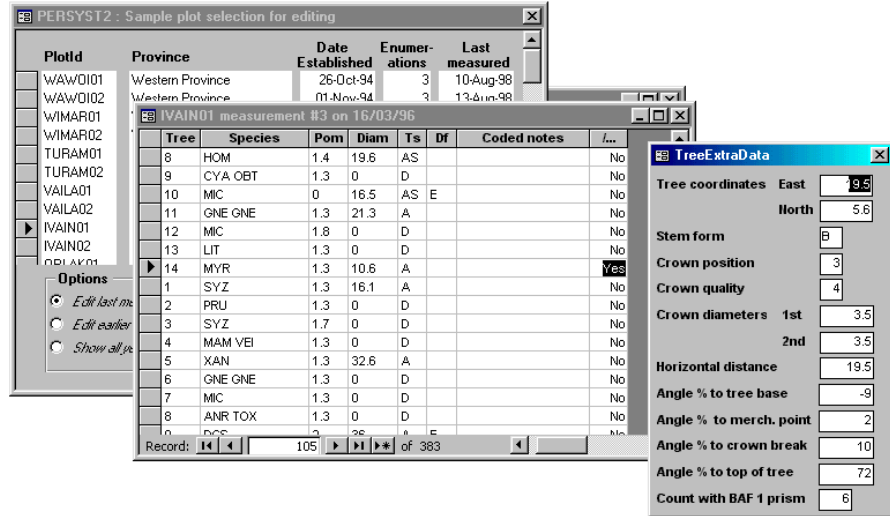 PERSYST2 : Sample plot selection for editing
PlotId Province Date Established Enumer-ations Last measured
WAWOI01 Western Province 26-Oct-94 3 10-Aug-98
WAWOI02 Western Province 01-Nov-94 3 13-Aug-98
WIMAR01
WIMAR02
TURAM01
TURAM02
VAILA01
VAILA02
IVAIN01
IVAIN02
Options
Edit last
Edit earlier
Show all
IVAIN01 measurement #3 on 16/03/96
Tree Species Pom Diam Ts Df Coded notes /...
8 HOM 1.4 19.6 AS No
9 CYA OBT 1.3 0 D No
10 MIC 0 16.5 AS E No
11 GNE GNE 1.3 21.3 A No
12 MIC 1.8 0 D No
13 LIT 1.3 0 D No
14 MYR 1.3 10.6 A Yes
1 SYZ 1.3 16.1 A No
2 PRU 1.3 0 D No
3 SYZ 1.7 0 D No
4 MAM VEI 1.3 0 D No
5 XAN 1.3 32.6 A No
6 GNE GNE 1.3 0 D No
7 MIC 1.3 0 D No
8 ANR TOX 1.3 0 D No
Record: 105 of 383
TreeExtraData
Tree coordinates East 19.5
North 5.6
Stem form B
Crown position 3
Crown quality 4
Crown diameters 1st 3.5
2nd 3.5
Horizontal distance 19.5
Angle % to tree base -9
Angle % to merch. point 2
Angle % to crown break 10
Angle % to top of tree 72
Count with BAF 1 prism 6